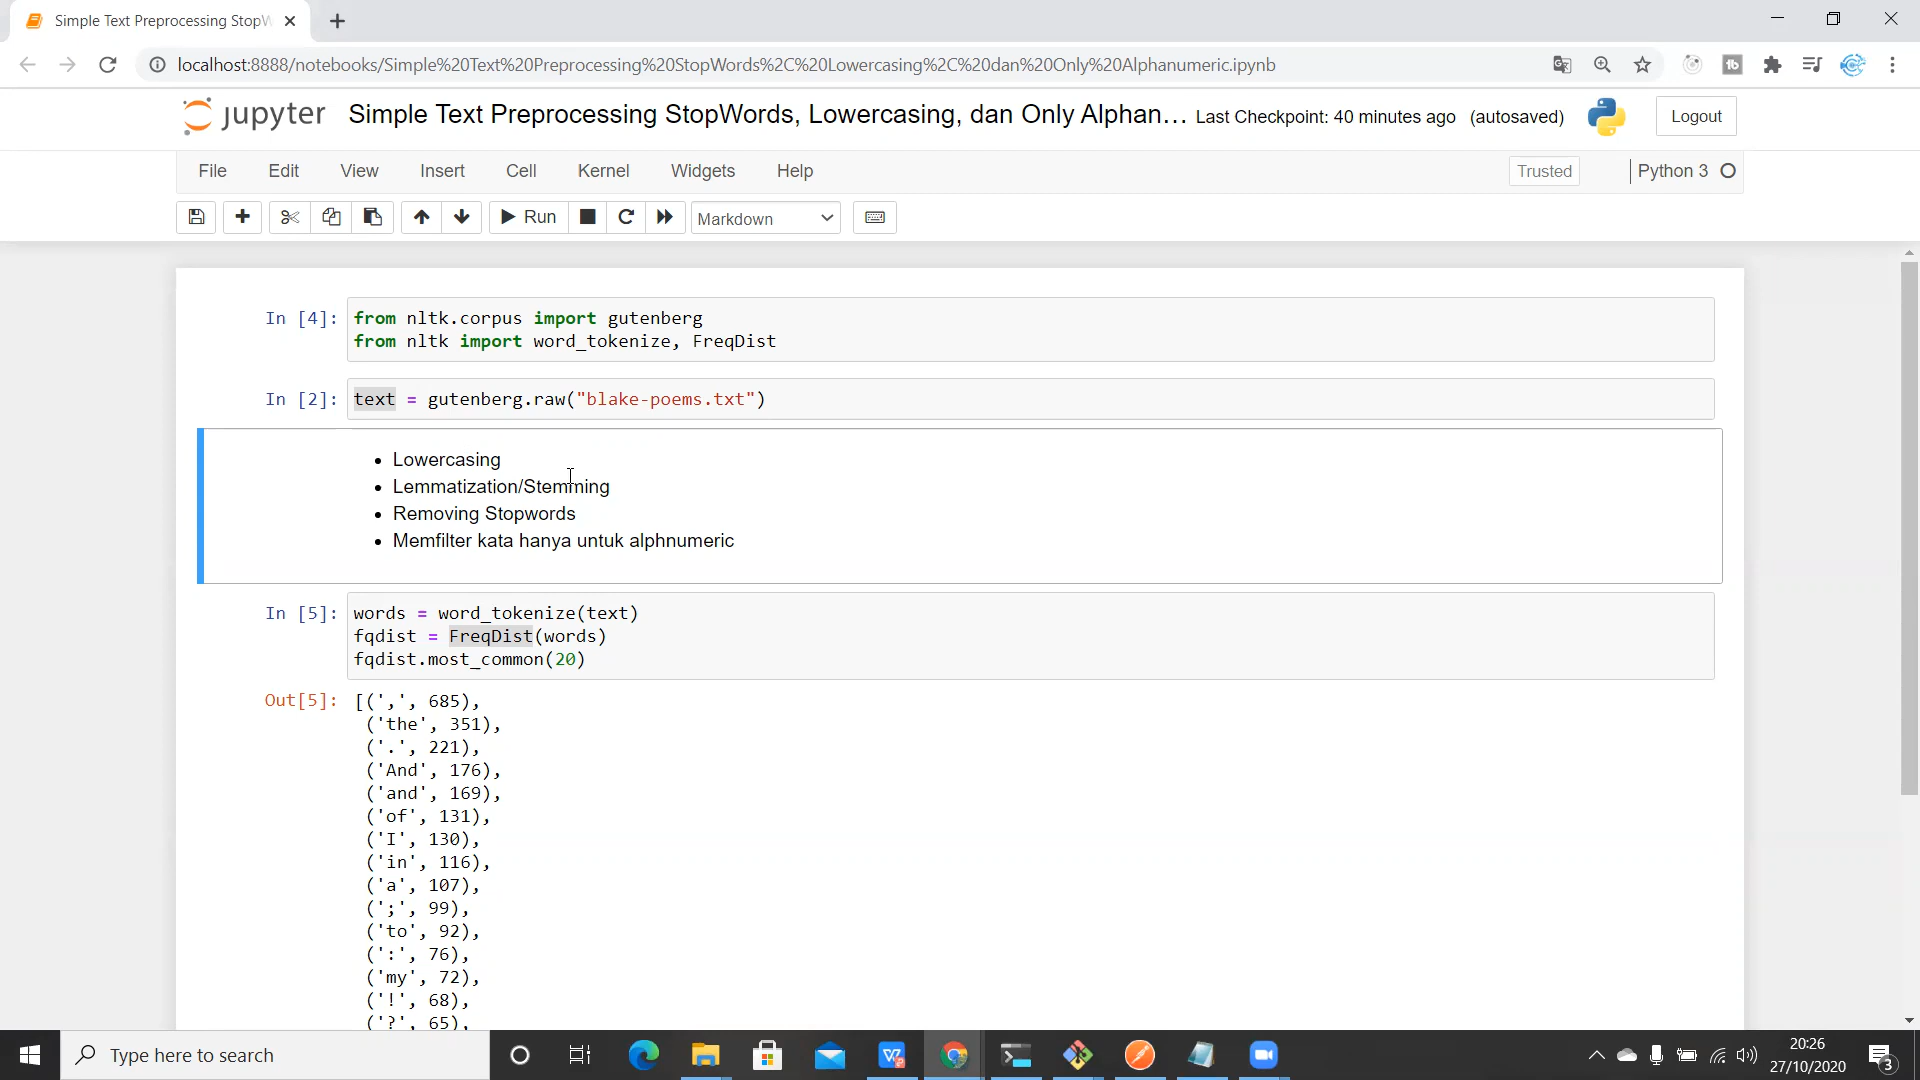 Simple Text Preprocessing StopW
localhost:8888/notebooks/Simple%20Text%20Preprocessing%20StopWords%2C%20Lowercasing%2C%20dan%20Only%20Alphanumeric.ipynb
jupyter Simple Text Preprocessing StopWords, Lowercasing, dan Only Alphan... Last Checkpoint: 40 minutes ago (autosaved) Logout
File Edit View Insert Cell Kernel Widgets Help Trusted Python 3
Run Markdown
In [4]: from nltk.corpus import gutenberg
from nltk import word_tokenize, FreqDist
In [2]: text = gutenberg.raw("blake-poems.txt")
• Lowercasing
• Lemmatization/Stemming
• Removing Stopwords
• Memfilter kata hanya untuk alphnumeric
In [5]: words = word_tokenize(text)
fqdist = FreqDist(words)
fqdist.most_common(20)
Out[5]: [(',', 685),
('the', 351),
('.', 221),
('And', 176),
('and', 169),
('of', 131),
('I', 130),
('in', 116),
('a', 107),
(';', 99),
('to', 92),
(':', 76),
('my', 72),
('!', 68),
('?', 65),
Type here to search
20:26
27/10/2020
3